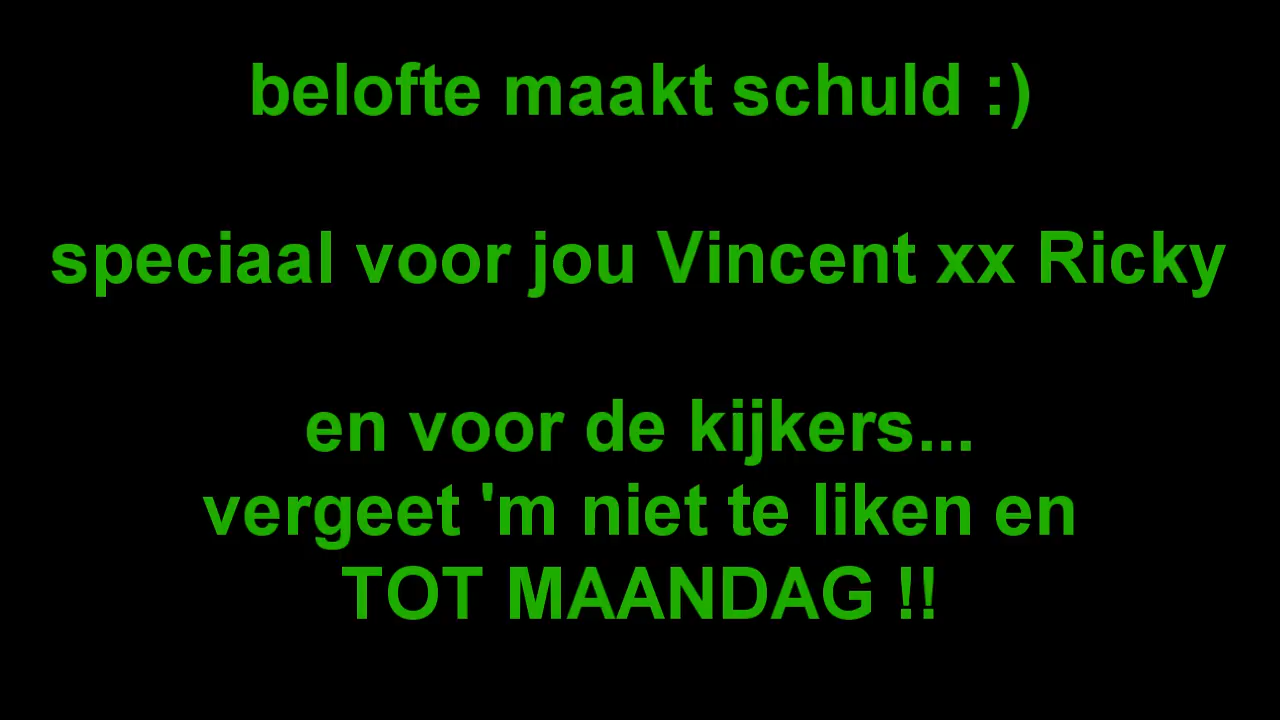 belofte maakt schuld :)
speciaal voor jou Vincent xx Ricky
en voor de kijkers...
vergeet 'm niet te liken en
TOT MAANDAG !!